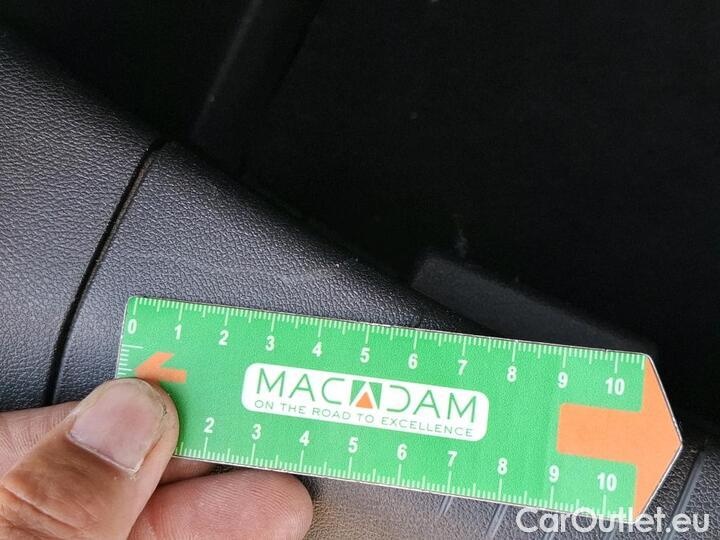 0 1 2 3 4 5 6 7 8 9 10
MACADAM
ON THE ROAD TO EXCELLENCE
2 3 4 5 6 7 8 9 10
CarOutlet.eu